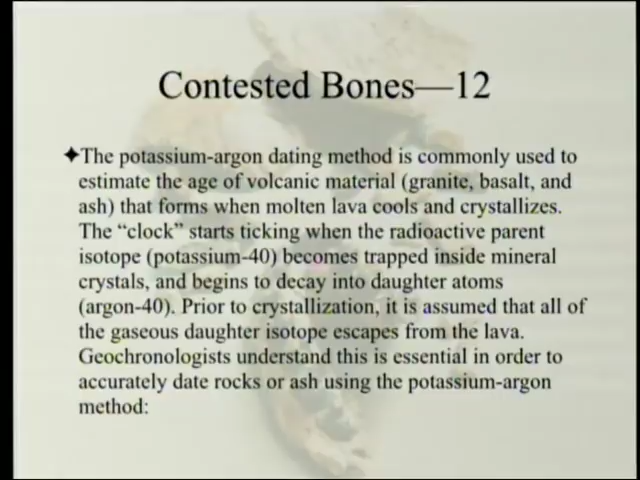 Contested Bones—12
✦The potassium-argon dating method is commonly used to
estimate the age of volcanic material (granite, basalt, and
ash) that forms when molten lava cools and crystallizes.
The “clock” starts ticking when the radioactive parent
isotope (potassium-40) becomes trapped inside mineral
crystals, and begins to decay into daughter atoms
(argon-40). Prior to crystallization, it is assumed that all of
the gaseous daughter isotope escapes from the lava.
Geochronologists understand this is essential in order to
accurately date rocks or ash using the potassium-argon
method: